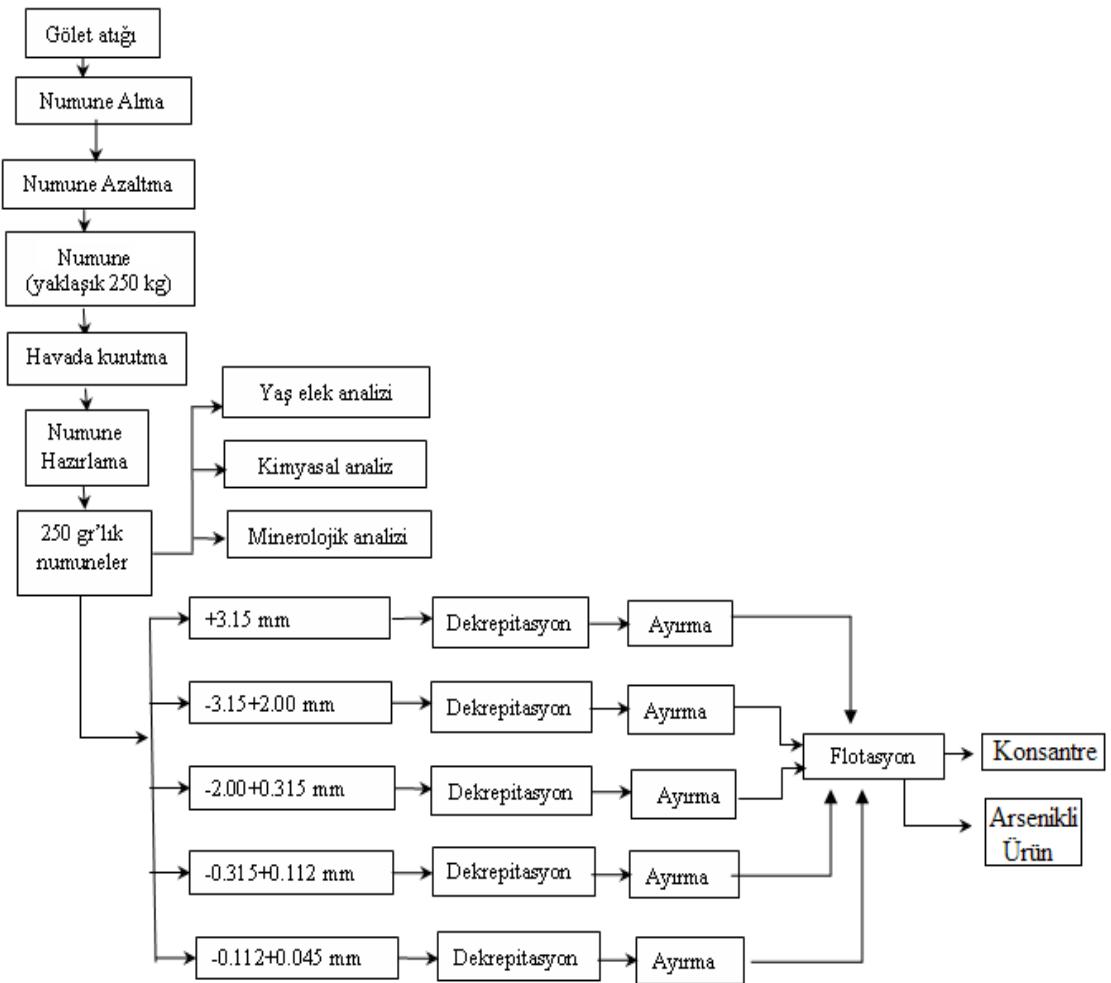 Gölet atığı
Numune Alma
Numune Azaltma
Numune
(yaklaşık 250 kg)
Havada kurutma
Numune
Hazırlama
250 gr’lık
numuneler
Yaş elek analizi
Kimyasal analiz
Minerolojik analizi
+3.15 mm
Dekrepitasyon
Ayırma
-3.15+2.00 mm
Dekrepitasyon
Ayırma
-2.00+0.315 mm
Dekrepitasyon
Ayırma
-0.315+0.112 mm
Dekrepitasyon
Ayırma
-0.112+0.045 mm
Dekrepitasyon
Ayırma
Flotasyon
Konsantre
Arsenikli
Ürün